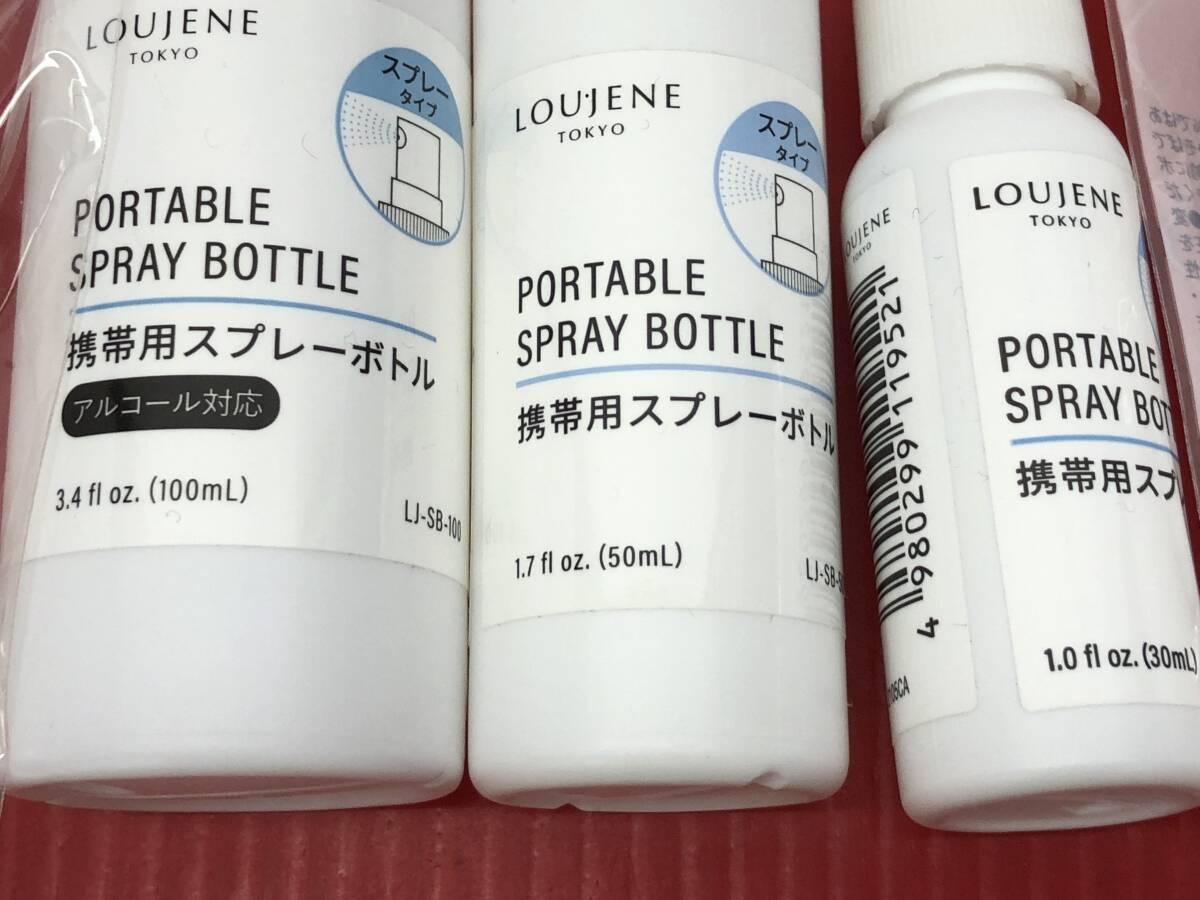 LOUJENE
TOKYO
スプレー
タイプ
PORTABLE
SPRAY BOTTLE
携帯用スプレーボトル
アルコール対応
3.4 fl oz. (100mL)
LJ-SB-100
LOUJENE
TOKYO
スプレー
タイプ
PORTABLE
SPRAY BOTTLE
携帯用スプレーボトル
1.7 fl oz. (50mL)
LJ-SB-
LOUJENE
TOKYO
4 980299 119521
106CA
LOUJENE
TOKYO
PORTABLE
SPRAY BOT
携帯用スプ
1.0 fl oz. (30mL)